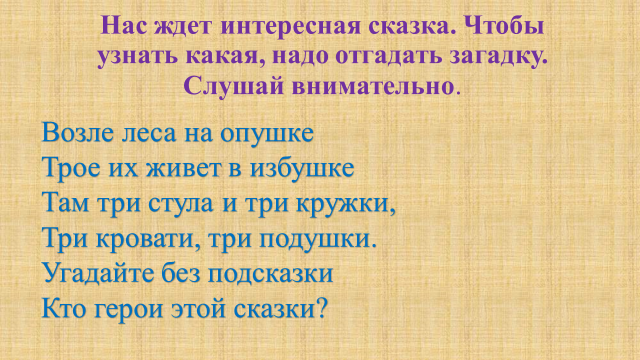 Нас ждет интересная сказка. Чтобы
узнать какая, надо отгадать загадку.
Слушай внимательно.
Возле леса на опушке
Трое их живет в избушке
Там три стула и три кружки,
Три кровати, три подушки.
Угадайте без подсказки
Кто герои этой сказки?